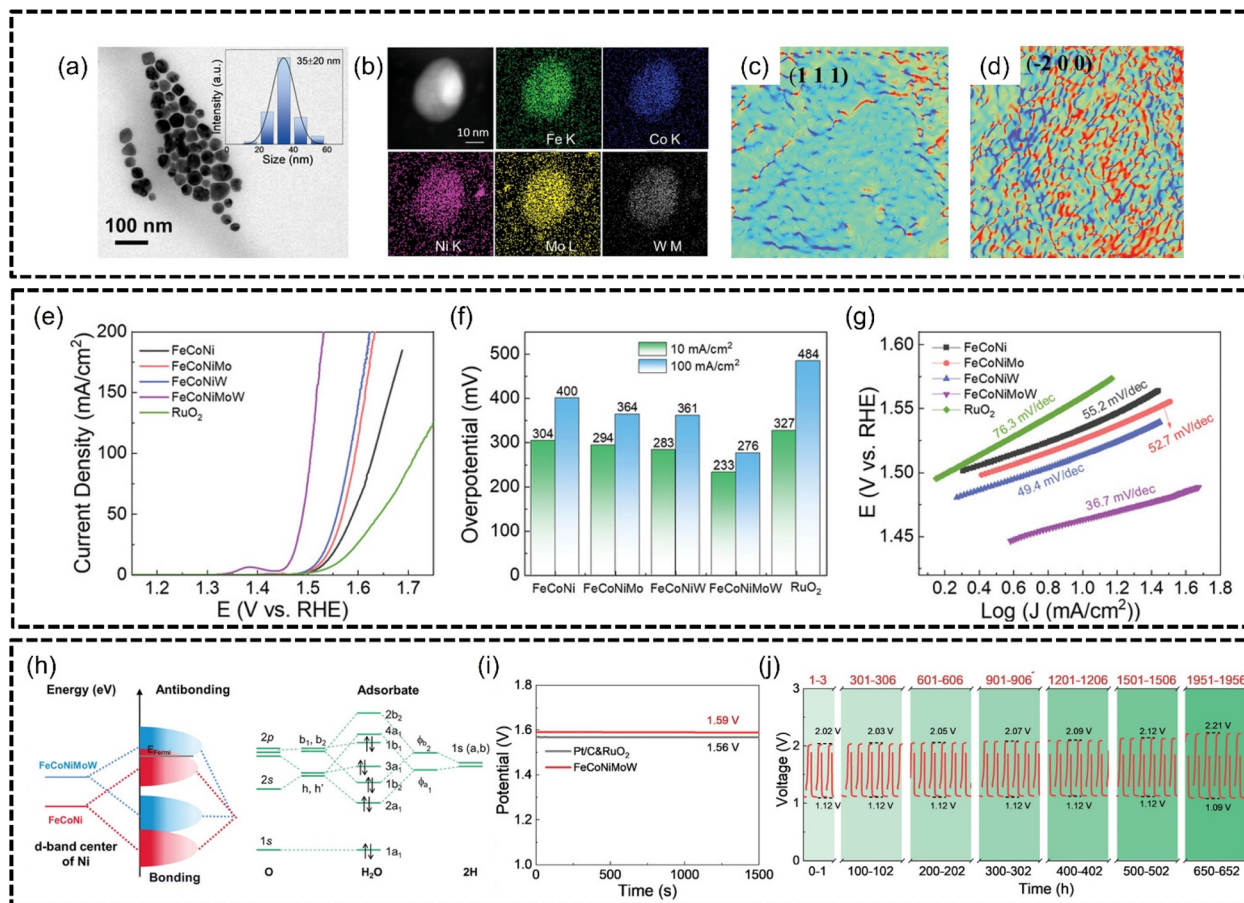 (a)
35±20 nm
Intensity (a.u.)
20 40 60
Size (nm)
100 nm
(b)
10 nm
Fe K
Co K
Ni K
Mo L
W M
(c)
(1 1 1)
(d)
(-2 0 0)
(e)
FeCoNi
FeCoNiMo
FeCoNiW
FeCoNiMoW
RuO₂
Current Density (mA/cm²)
200
150
100
50
0
1.2 1.3 1.4 1.5 1.6 1.7
E (V vs. RHE)
(f)
10 mA/cm²
100 mA/cm²
Overpotential (mV)
500
400
300
200
100
0
304 400
294 364
283 361
233 276
327 484
FeCoNi FeCoNiMo FeCoNiW FeCoNiMoW RuO₂
(g)
FeCoNi
FeCoNiMo
FeCoNiW
FeCoNiMoW
RuO₂
76.3 mV/dec
55.2 mV/dec
52.7 mV/dec
49.4 mV/dec
36.7 mV/dec
E (V vs. RHE)
1.60
1.55
1.50
1.45
0.0 0.4 0.8 1.2 1.6
Log (J (mA/cm²))
(h)
Energy (eV)
Antibonding
E Fermi
FeCoNiMoW
FeCoNi
d-band center
of Ni
Bonding
Adsorbate
2p
2s
1s
b₁, b₂
h, h'
2b₂
4a₁
1b₁
3a₁
1b₂
2a₁
1a₁
ϕb₂
ϕa₁
1s (a,b)
O
H₂O
2H
(i)
Potential (V)
1.8
1.6
1.4
1.2
1.0
1.59 V
1.56 V
Pt/C&RuO₂
FeCoNiMoW
0 500 1000 1500
Time (s)
(j)
1-3 301-306 601-606 901-906 1201-1206 1501-1506 1951-1956
Voltage (V)
3
2
1
0
2.02 V 2.03 V 2.05 V 2.07 V 2.09 V 2.12 V 2.21 V
1.12 V 1.12 V 1.12 V 1.12 V 1.12 V 1.12 V 1.09 V
0-1 100-102 200-202 300-302 400-402 500-502 650-652
Time (h)